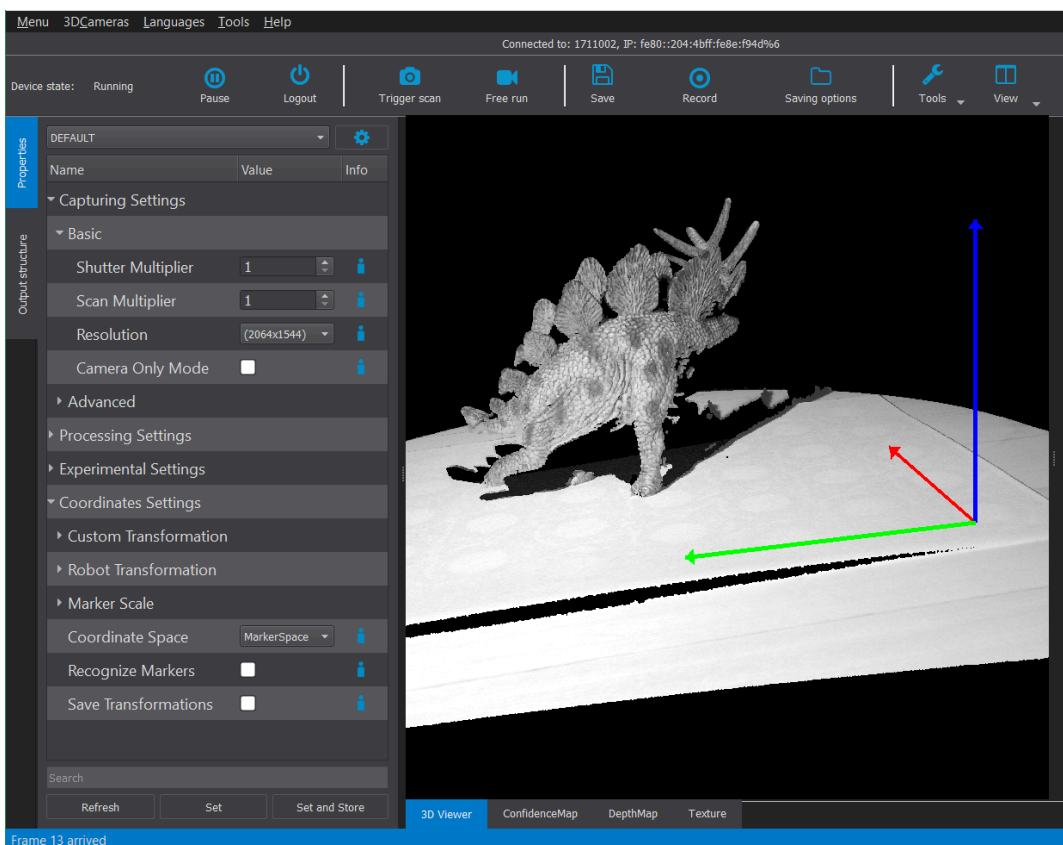 Menu 3DCameras Languages Tools Help
Connected to: 1711002, IP: fe80::204:4bff:fe8e:f94d%6
Device state: Running Pause Logout Trigger scan Free run Save Record Saving options Tools View
Properties
Output structure
DEFAULT
Name Value Info
Capturing Settings
Basic
Shutter Multiplier 1
Scan Multiplier 1
Resolution (2064x1544)
Camera Only Mode
Advanced
Processing Settings
Experimental Settings
Coordinates Settings
Custom Transformation
Robot Transformation
Marker Scale
Coordinate Space MarkerSpace
Recognize Markers
Save Transformations
Search
Refresh Set Set and Store
3D Viewer ConfidenceMap DepthMap Texture
Frame 13 arrived